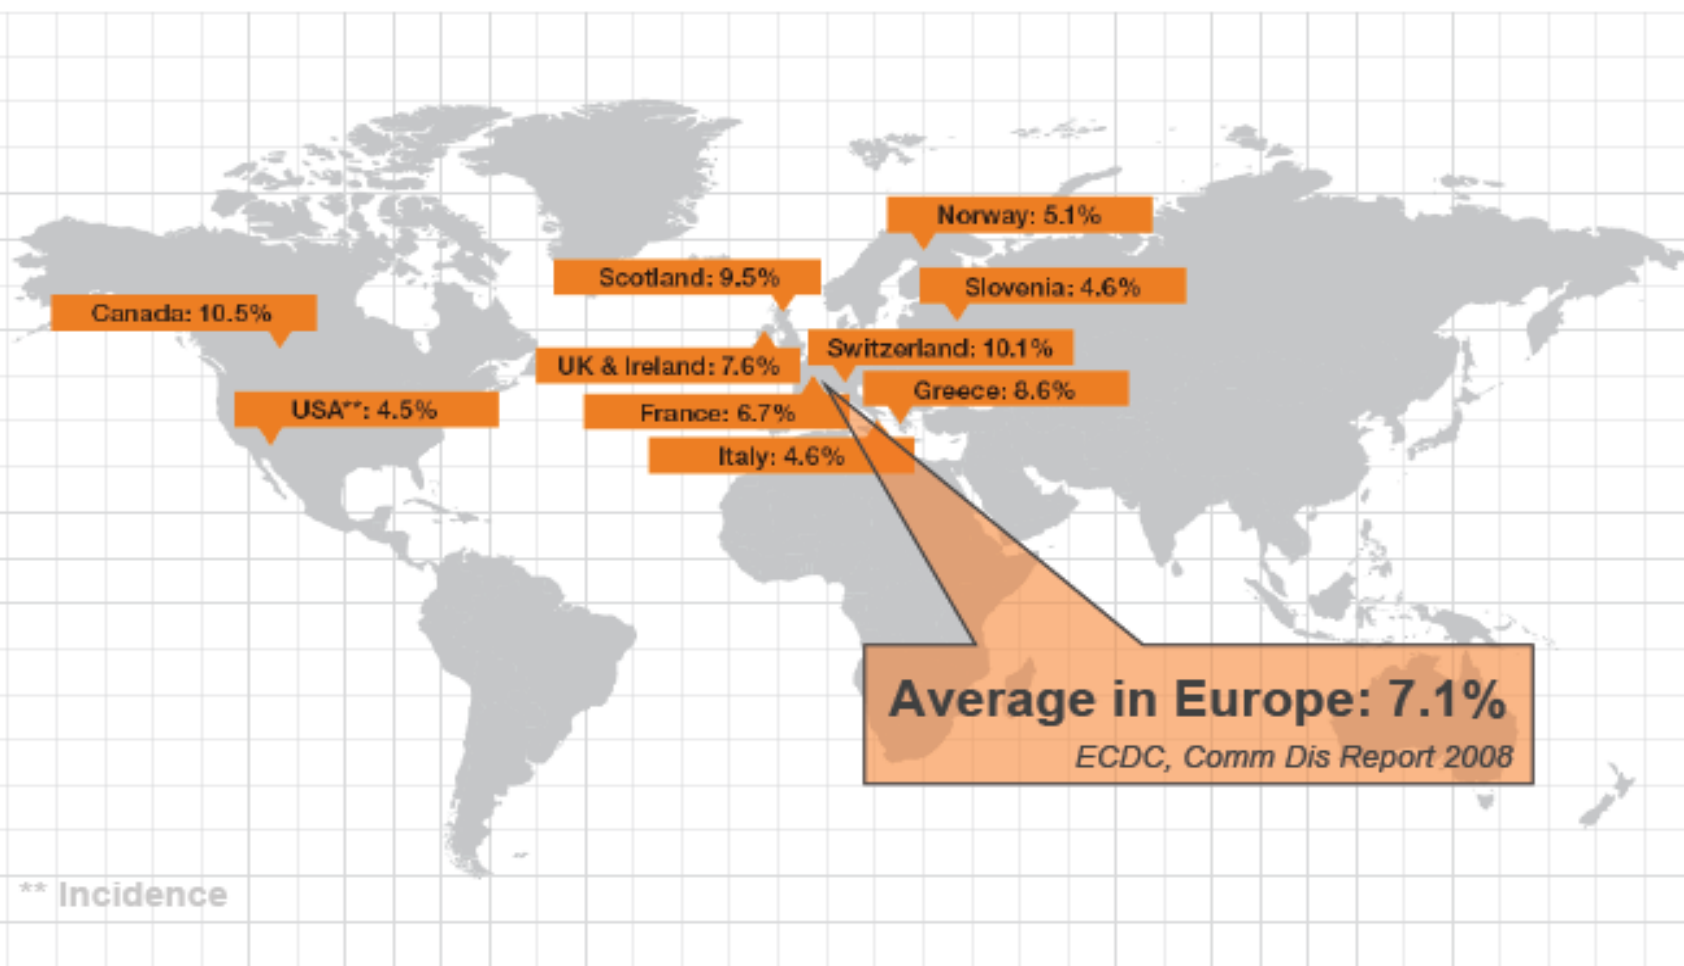 Norway: 5.1%
Scotland: 9.5%
Slovenia: 4.6%
Canada: 10.5%
Switzerland: 10.1%
UK & Ireland: 7.6%
Greece: 8.6%
USA**: 4.5%
France: 6.7%
Italy: 4.6%
Average in Europe: 7.1%
ECDC, Comm Dis Report 2008
** Incidence